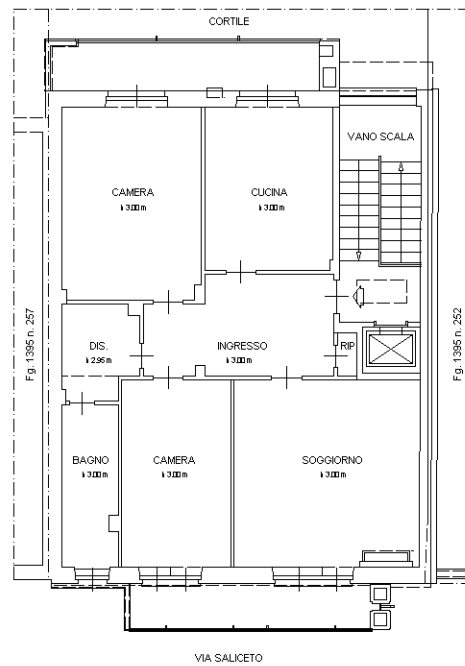 CORTILE
VANO SCALA
CAMERA
h 3.00 m
CUCINA
h 3.00 m
Fg. 1395 n. 257
DIS.
h 2.95 m
INGRESSO
h 3.00 m
RIP
Fg. 1395 n. 252
BAGNO
h 3.00 m
CAMERA
h 3.00 m
SOGGIORNO
h 3.00 m
VIA SALICETO